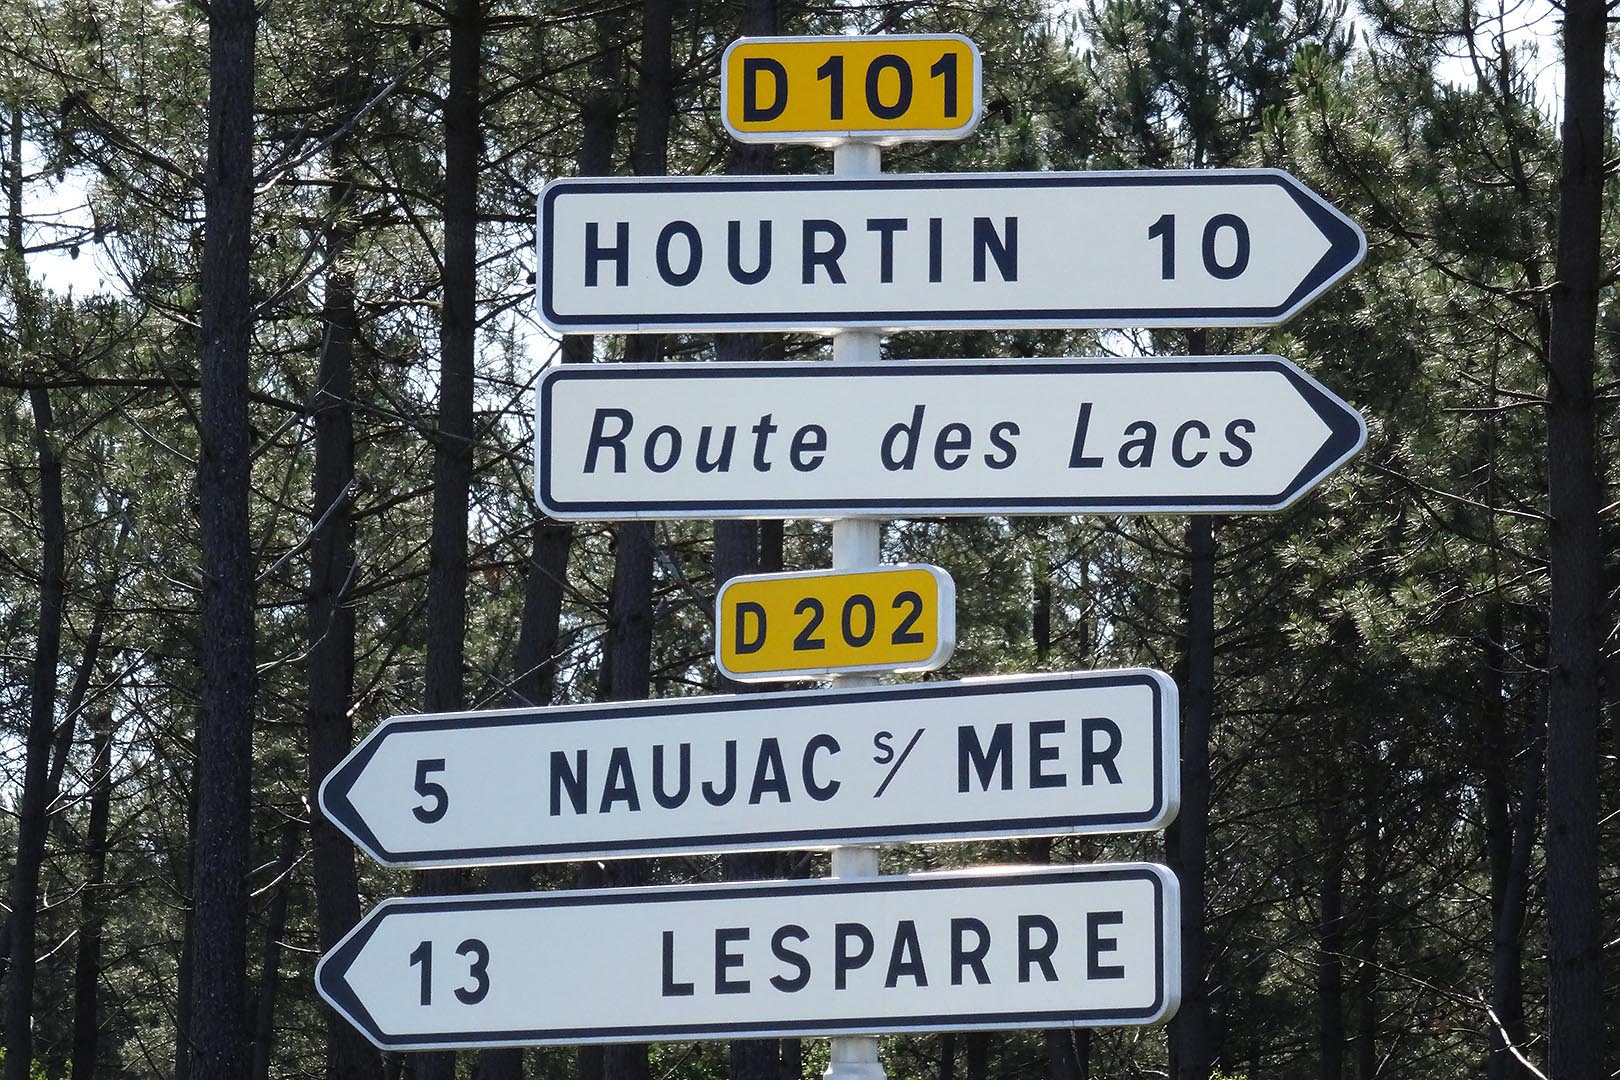 D 101
HOURTIN 10
Route des Lacs
D 202
5 NAUJAC s/ MER
13 LESPARRE